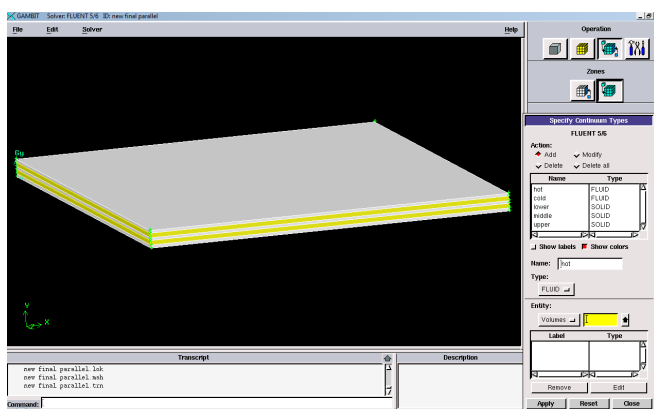 GAMBIT Solver: FLUENT 5/6 ID: new final parallel
File Edit Solver Help
Operation
Zones
Specify Continuum Types
FLUENT 5/6
Action:
Add Modify
Delete Delete all
Name Type
hot FLUID
cold FLUID
lower SOLID
middle SOLID
upper SOLID
Show labels Show colors
Name: hot
Type:
FLUID
Entity:
Volumes
Label Type
Remove Edit
Apply Reset Close
Gy
Y
Z X
Transcript
new final parallel.lok
new final parallel.msh
new final parallel.trn
Command:
Description